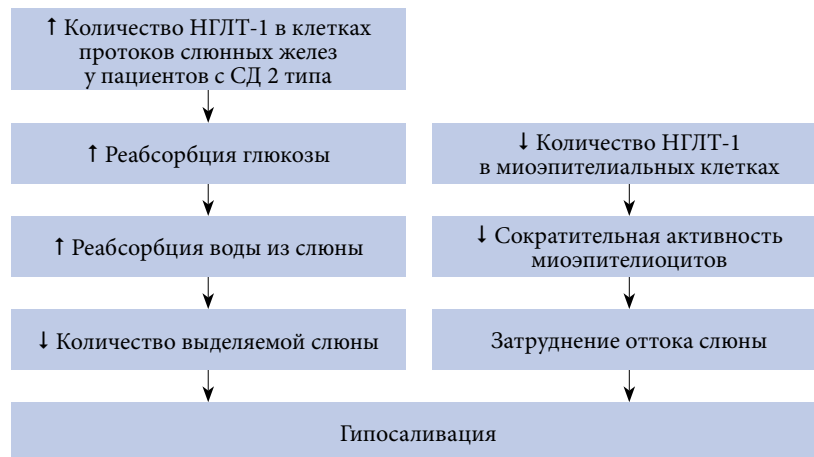 ↑ Количество НГЛТ-1 в клетках
протоков слюнных желез
у пациентов с СД 2 типа
↑ Реабсорбция глюкозы
↑ Реабсорбция воды из слюны
↓ Количество выделяемой слюны
↓ Количество НГЛТ-1
в миоэпителиальных клетках
↓ Сократительная активность
миоэпителиоцитов
Затруднение оттока слюны
Гипосаливация